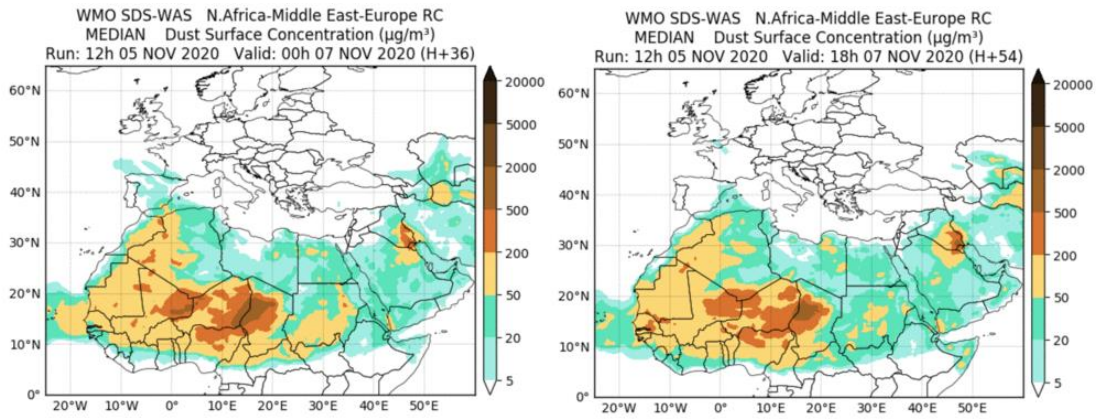 WMO SDS-WAS N.Africa-Middle East-Europe RC
MEDIAN Dust Surface Concentration (µg/m³)
Run: 12h 05 NOV 2020 Valid: 00h 07 NOV 2020 (H+36)
60°N
50°N
40°N
30°N
20°N
10°N
0°
20°W
10°W
0°
10°E
20°E
30°E
40°E
50°E
20000
5000
2000
500
200
50
20
5
WMO SDS-WAS N.Africa-Middle East-Europe RC
MEDIAN Dust Surface Concentration (µg/m³)
Run: 12h 05 NOV 2020 Valid: 18h 07 NOV 2020 (H+54)
60°N
50°N
40°N
30°N
20°N
10°N
0°
20°W
10°W
0°
10°E
20°E
30°E
40°E
50°E
20000
5000
2000
500
200
50
20
5